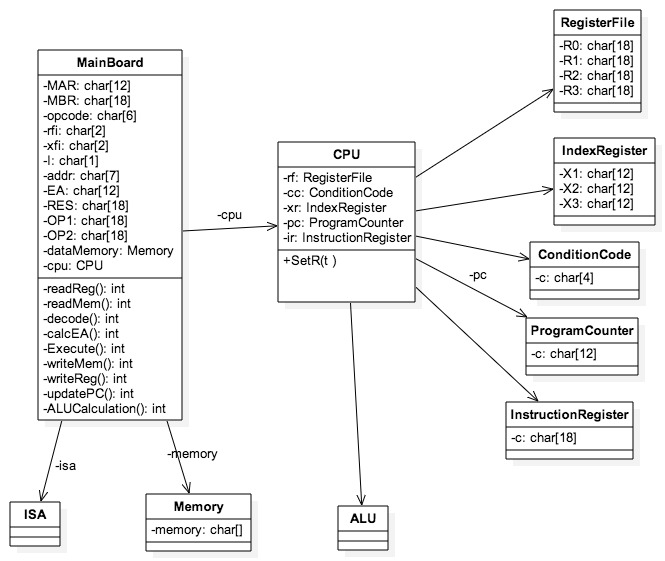 MainBoard
-MAR: char[12]
-MBR: char[18]
-opcode: char[6]
-rfi: char[2]
-xfi: char[2]
-I: char[1]
-addr: char[7]
-EA: char[12]
-RES: char[18]
-OP1: char[18]
-OP2: char[18]
-dataMemory: Memory
-cpu: CPU
-readReg(): int
-readMem(): int
-decode(): int
-calcEA(): int
-Execute(): int
-writeMem(): int
-writeReg(): int
-updatePC(): int
-ALUCalculation(): int
-cpu
CPU
-rf: RegisterFile
-cc: ConditionCode
-xr: IndexRegister
-pc: ProgramCounter
-ir: InstructionRegister
+SetR(t )
RegisterFile
-R0: char[18]
-R1: char[18]
-R2: char[18]
-R3: char[18]
IndexRegister
-X1: char[12]
-X2: char[12]
-X3: char[12]
ConditionCode
-c: char[4]
-pc
ProgramCounter
-c: char[12]
InstructionRegister
-c: char[18]
-isa
-memory
ISA
Memory
-memory: char[]
ALU